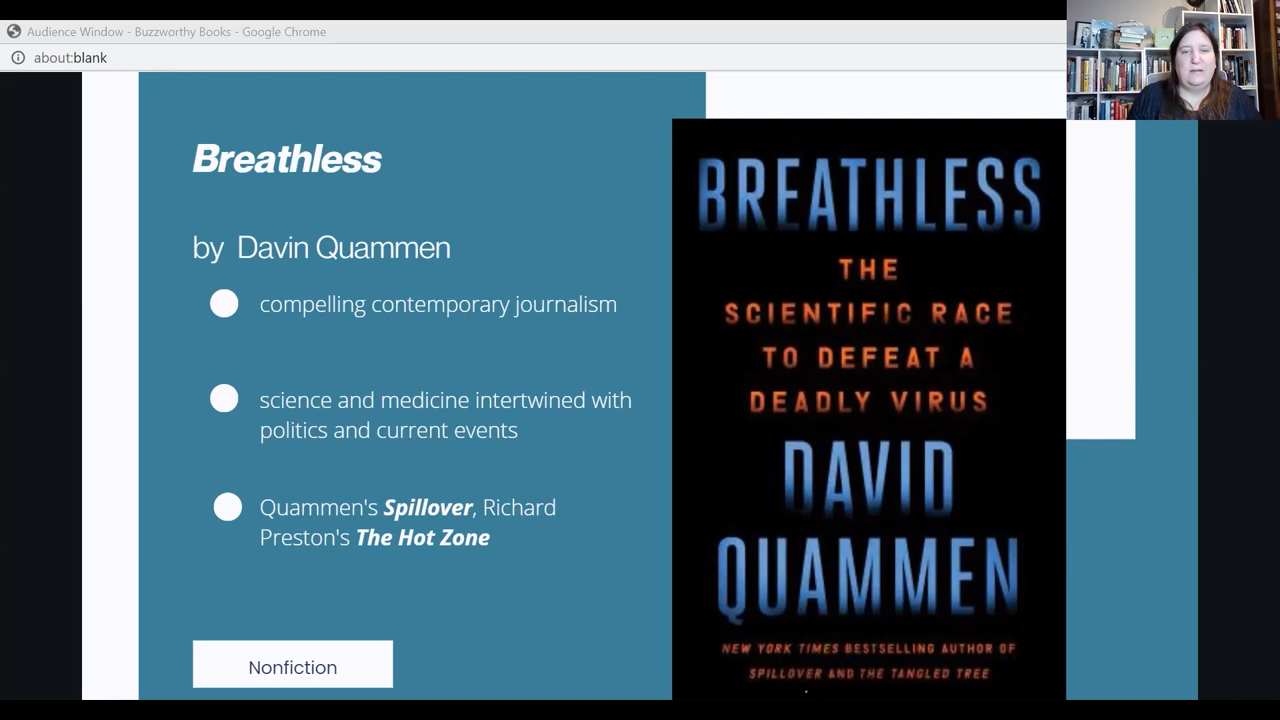 Audience Window - Buzzworthy Books - Google Chrome
about:blank
Breathless
by Davin Quammen
compelling contemporary journalism
science and medicine intertwined with
politics and current events
Quammen's Spillover, Richard
Preston's The Hot Zone
Nonfiction
BREATHLESS
THE
SCIENTIFIC RACE
TO DEFEAT A
DEADLY VIRUS
DAVID
QUAMMEN
NEW YORK TIMES BESTSELLING AUTHOR OF
SPILLOVER AND THE TANGLED TREE